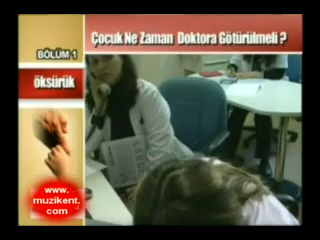 Çocuk Ne Zaman Doktora Götürülmeli ?
BÖLÜM 1
öksürük
www.
muzikent.
com